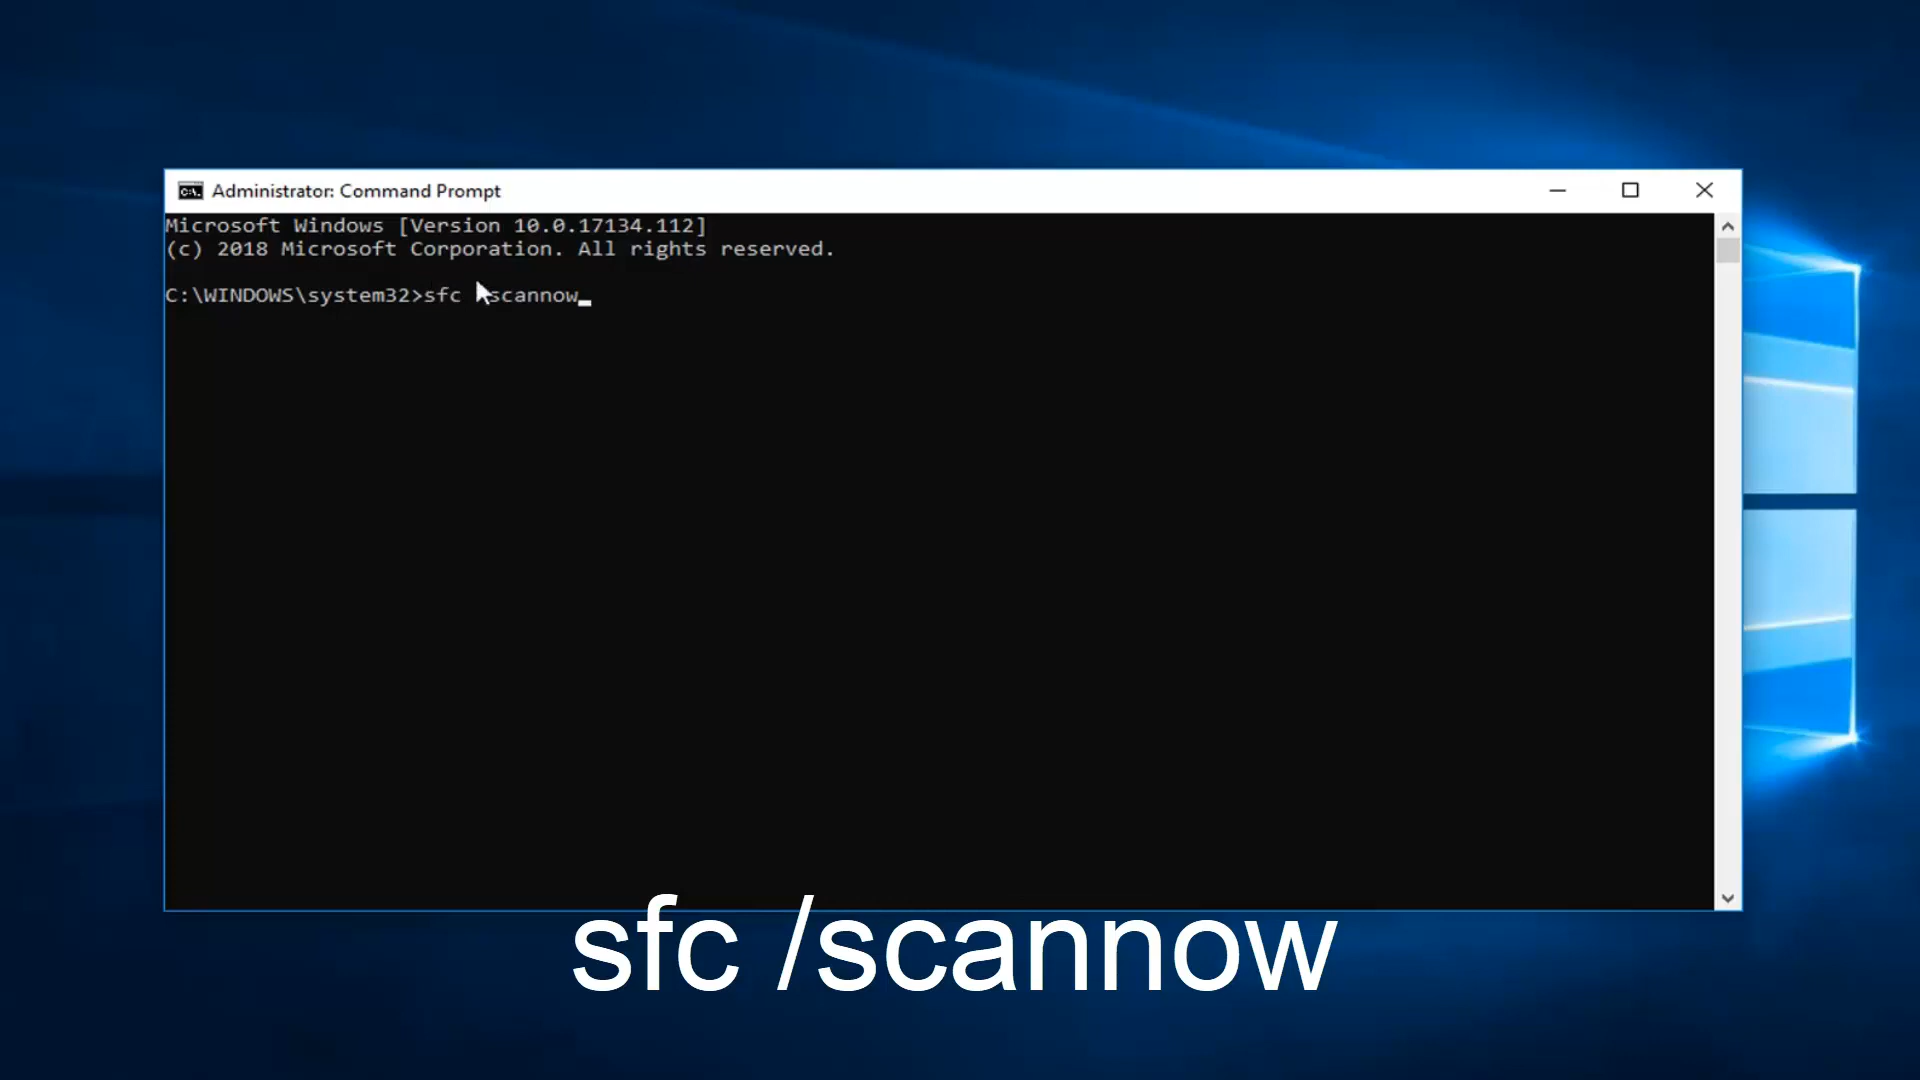 Administrator: Command Prompt
Microsoft Windows [Version 10.0.17134.112]
(c) 2018 Microsoft Corporation. All rights reserved.
C:\WINDOWS\system32>sfc scannow
sfc /scannow